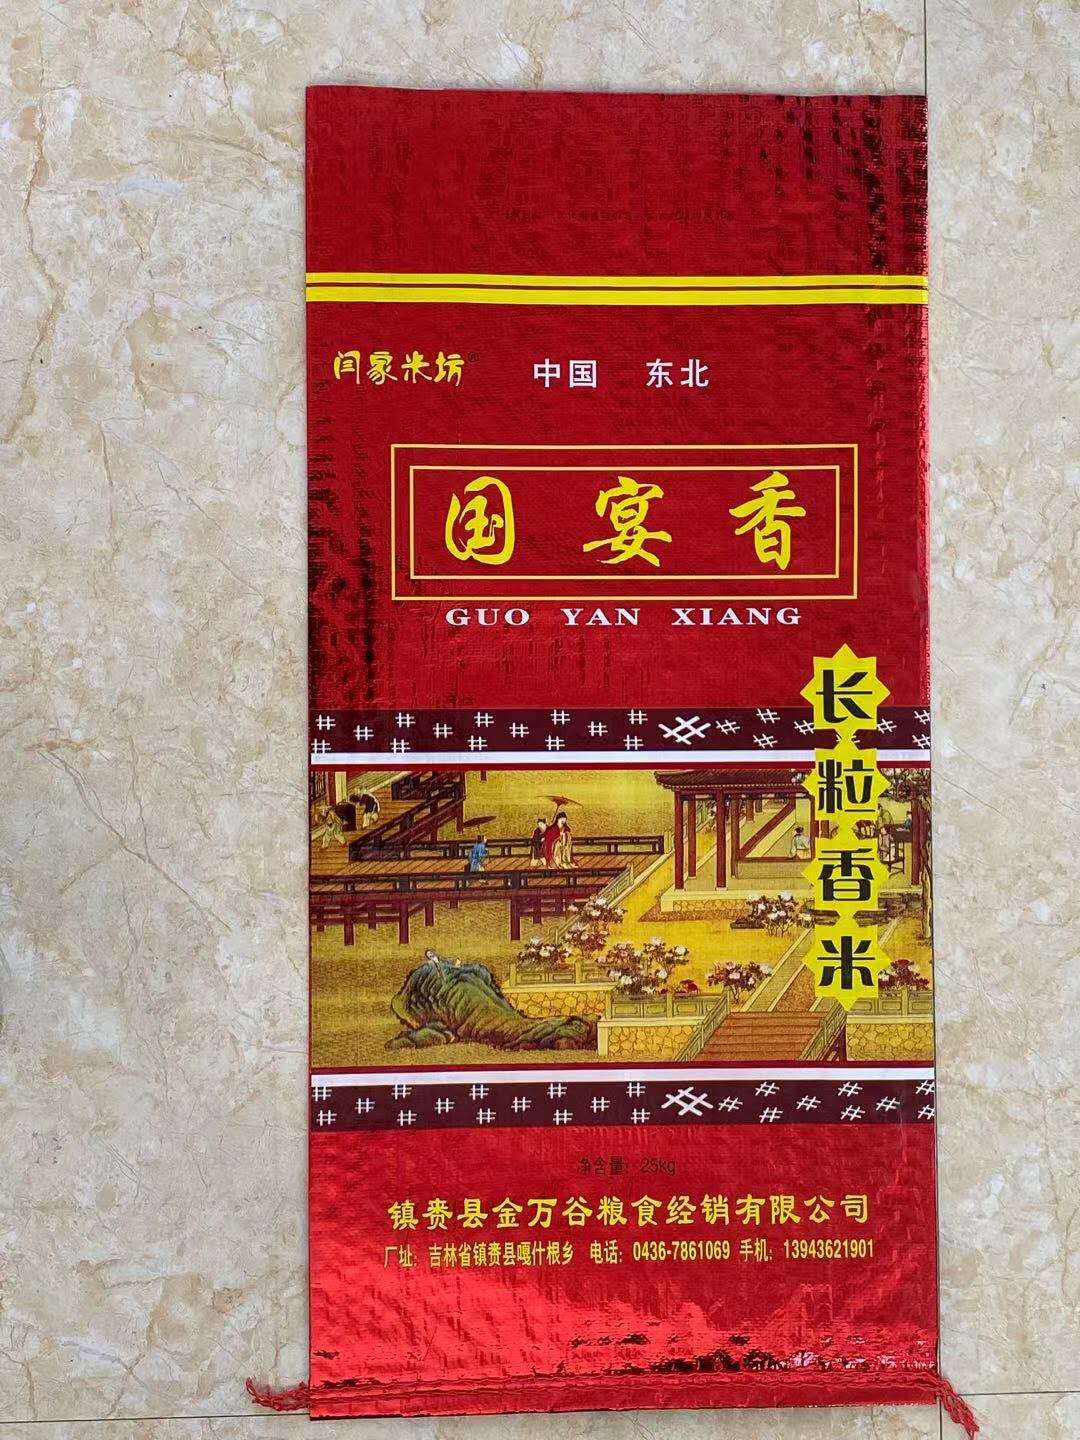 闫家米坊®
中国 东北
国宴香
GUO YAN XIANG
长粒香米
净含量：25kg
镇赉县金万谷粮食经销有限公司
厂址：吉林省镇赉县嘎什根乡 电话：0436-7861069 手机：13943621901